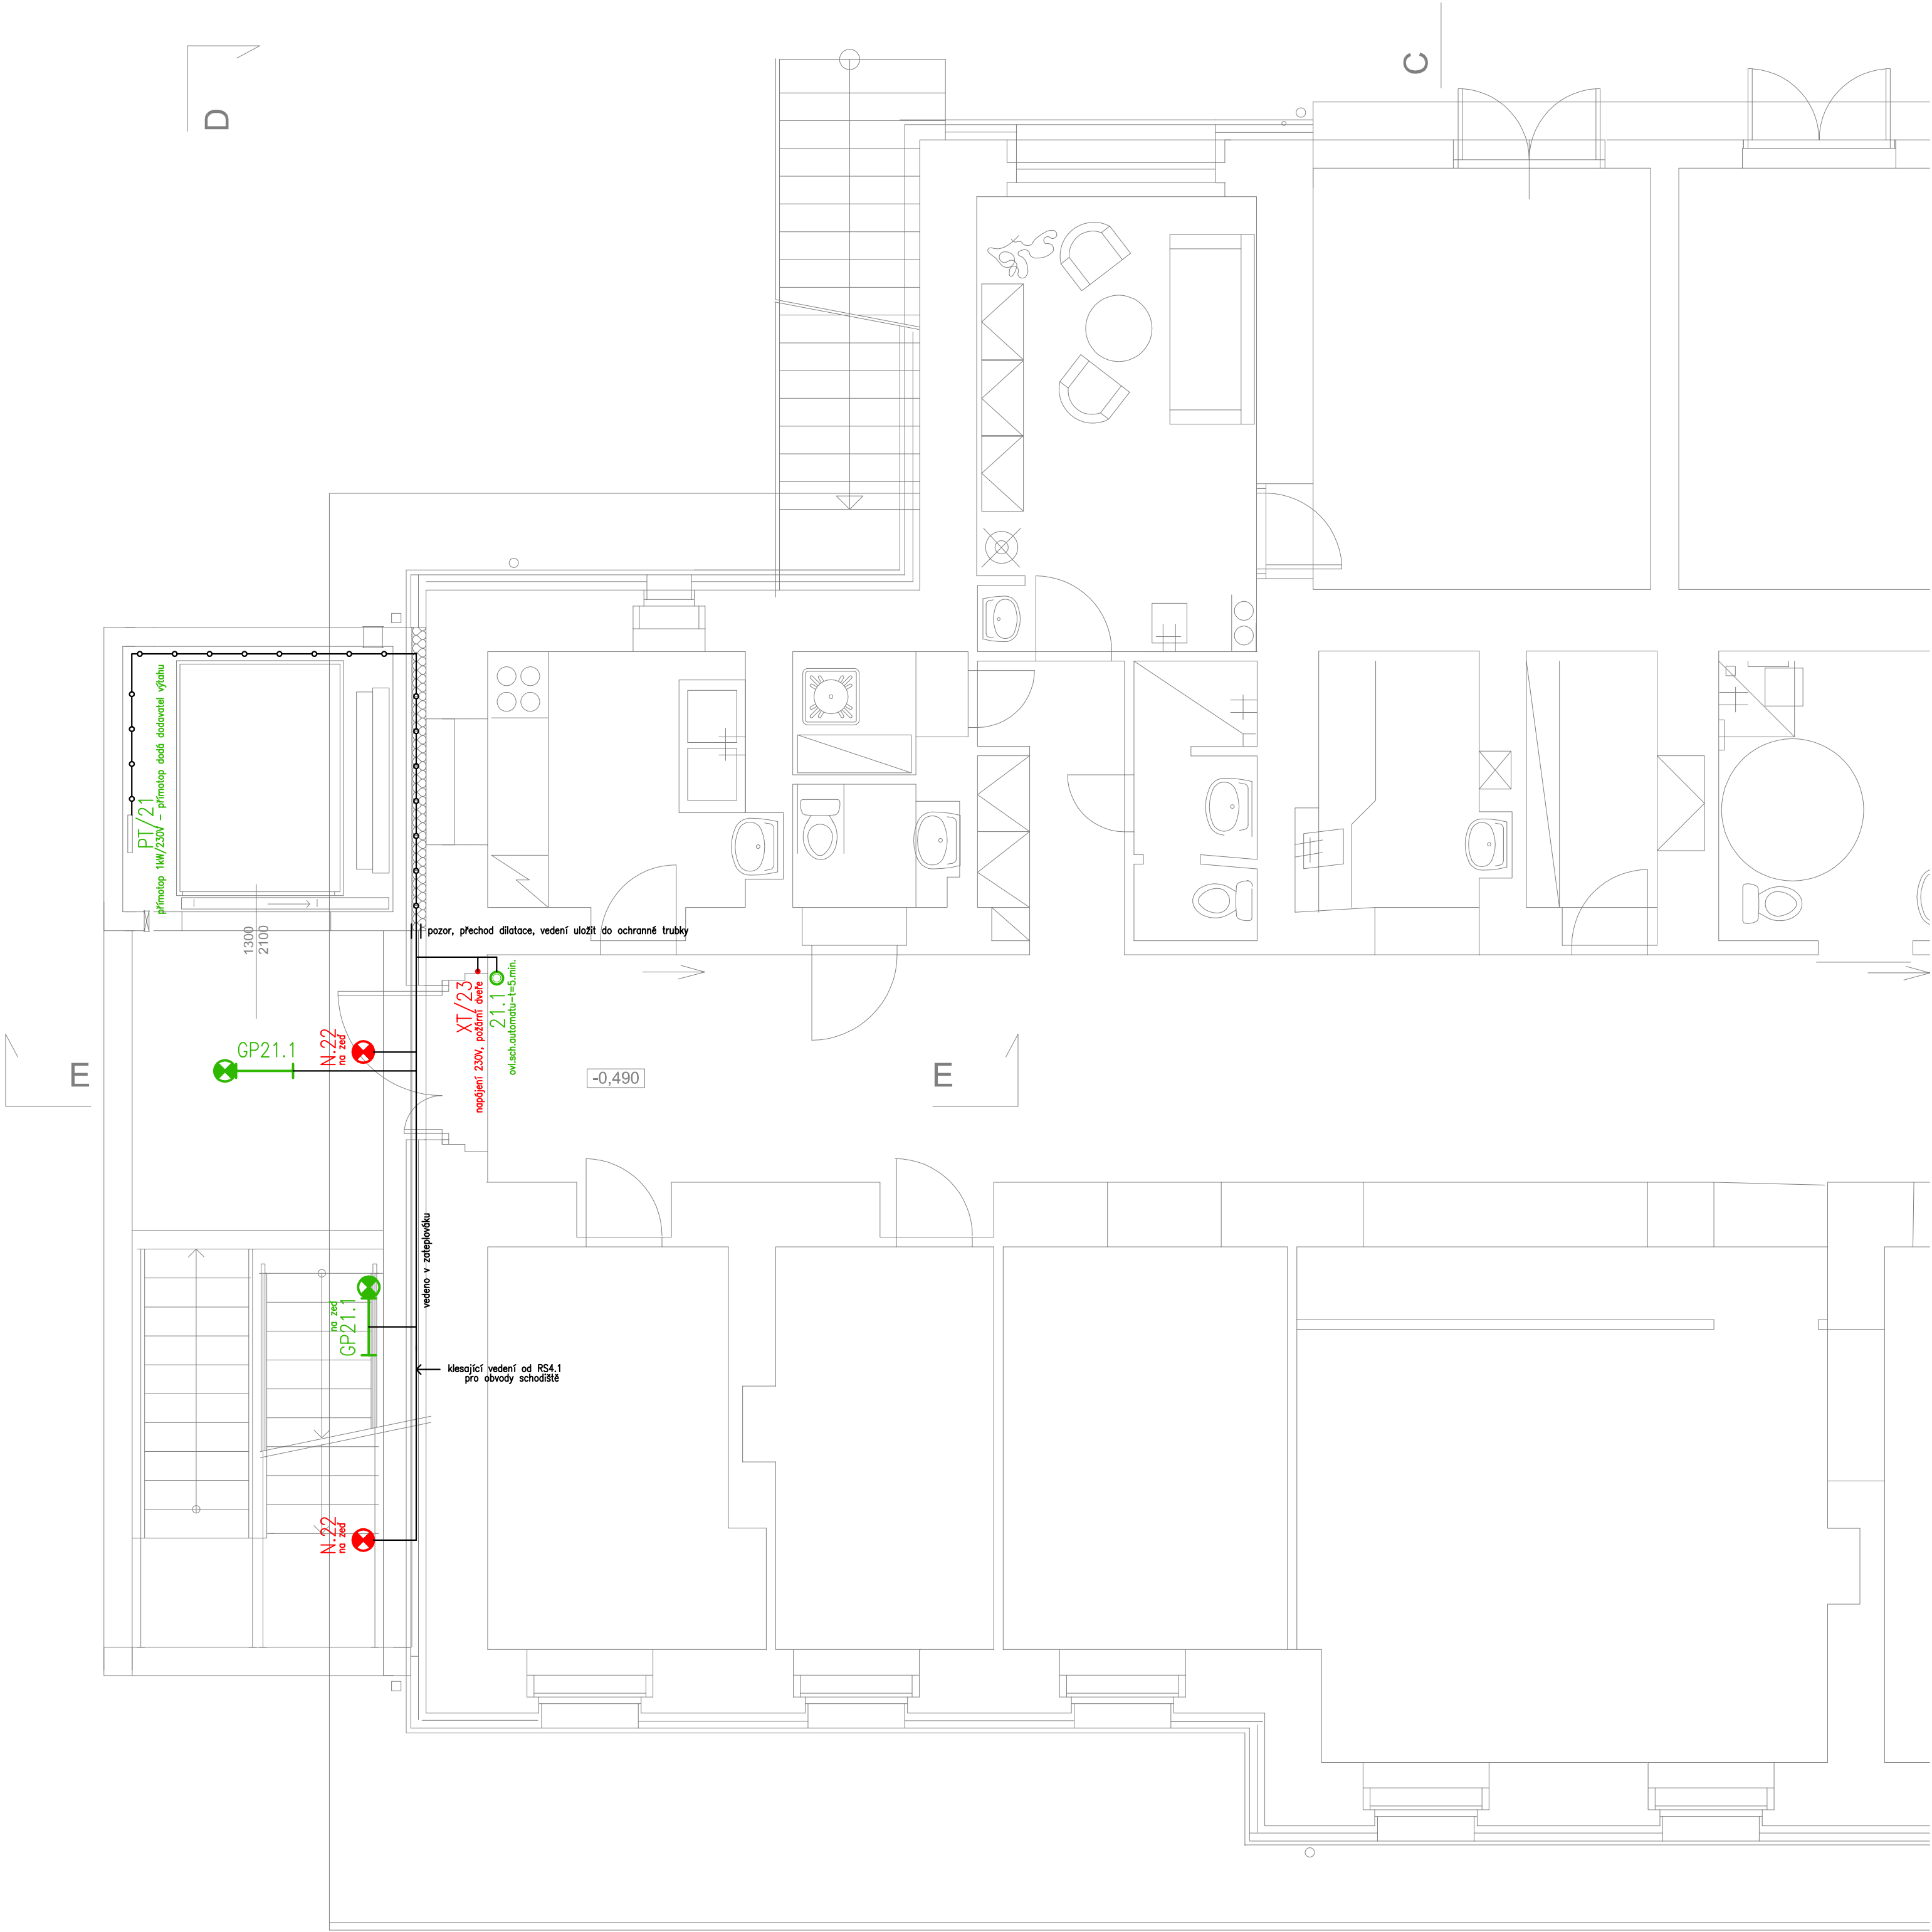 D
C
PT/21
přímotop 1kW/230V - přímotop dodá dodavatel výtahu
1300
2100
pozor, přechod dilatace, vedení uložit do ochranné trubky
XT/23
napájení 230V, požární dveře
21.1
ovl.sch.automatu-t=5.min.
N.22
na zeď
GP21.1
E
E
-0,490
vedeno v zateplováku
na zeď
GP21.1
klesající vedení od RS4.1
pro obvody schodiště
N.22
na zeď